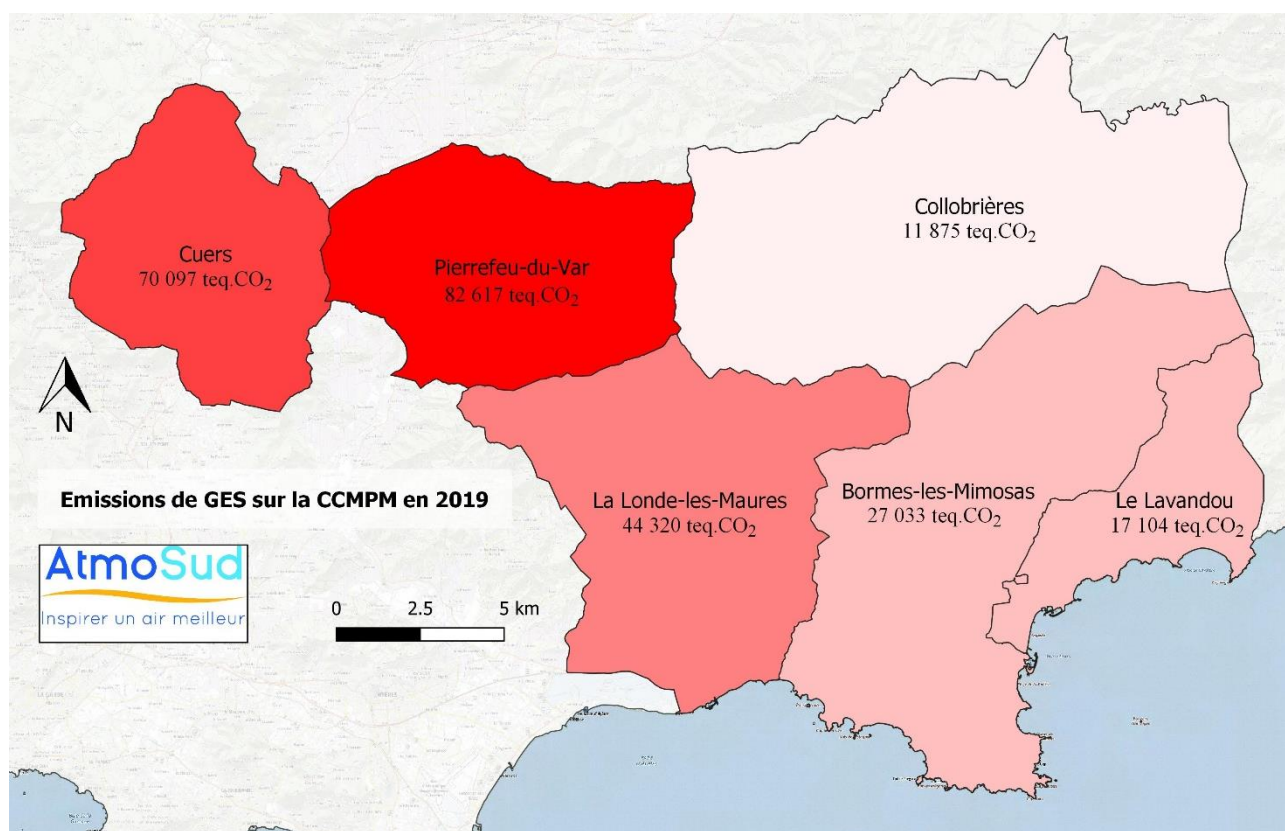 Collobrières
11 875 teq.CO₂
Cuers
70 097 teq.CO₂
Pierrefeu-du-Var
82 617 teq.CO₂
N
La Londe-les-Maures
44 320 teq.CO₂
Bormes-les-Mimosas
27 033 teq.CO₂
Le Lavandou
17 104 teq.CO₂
Emissions de GES sur la CCMPM en 2019
AtmoSud
Inspirer un air meilleur
0 2.5 5 km